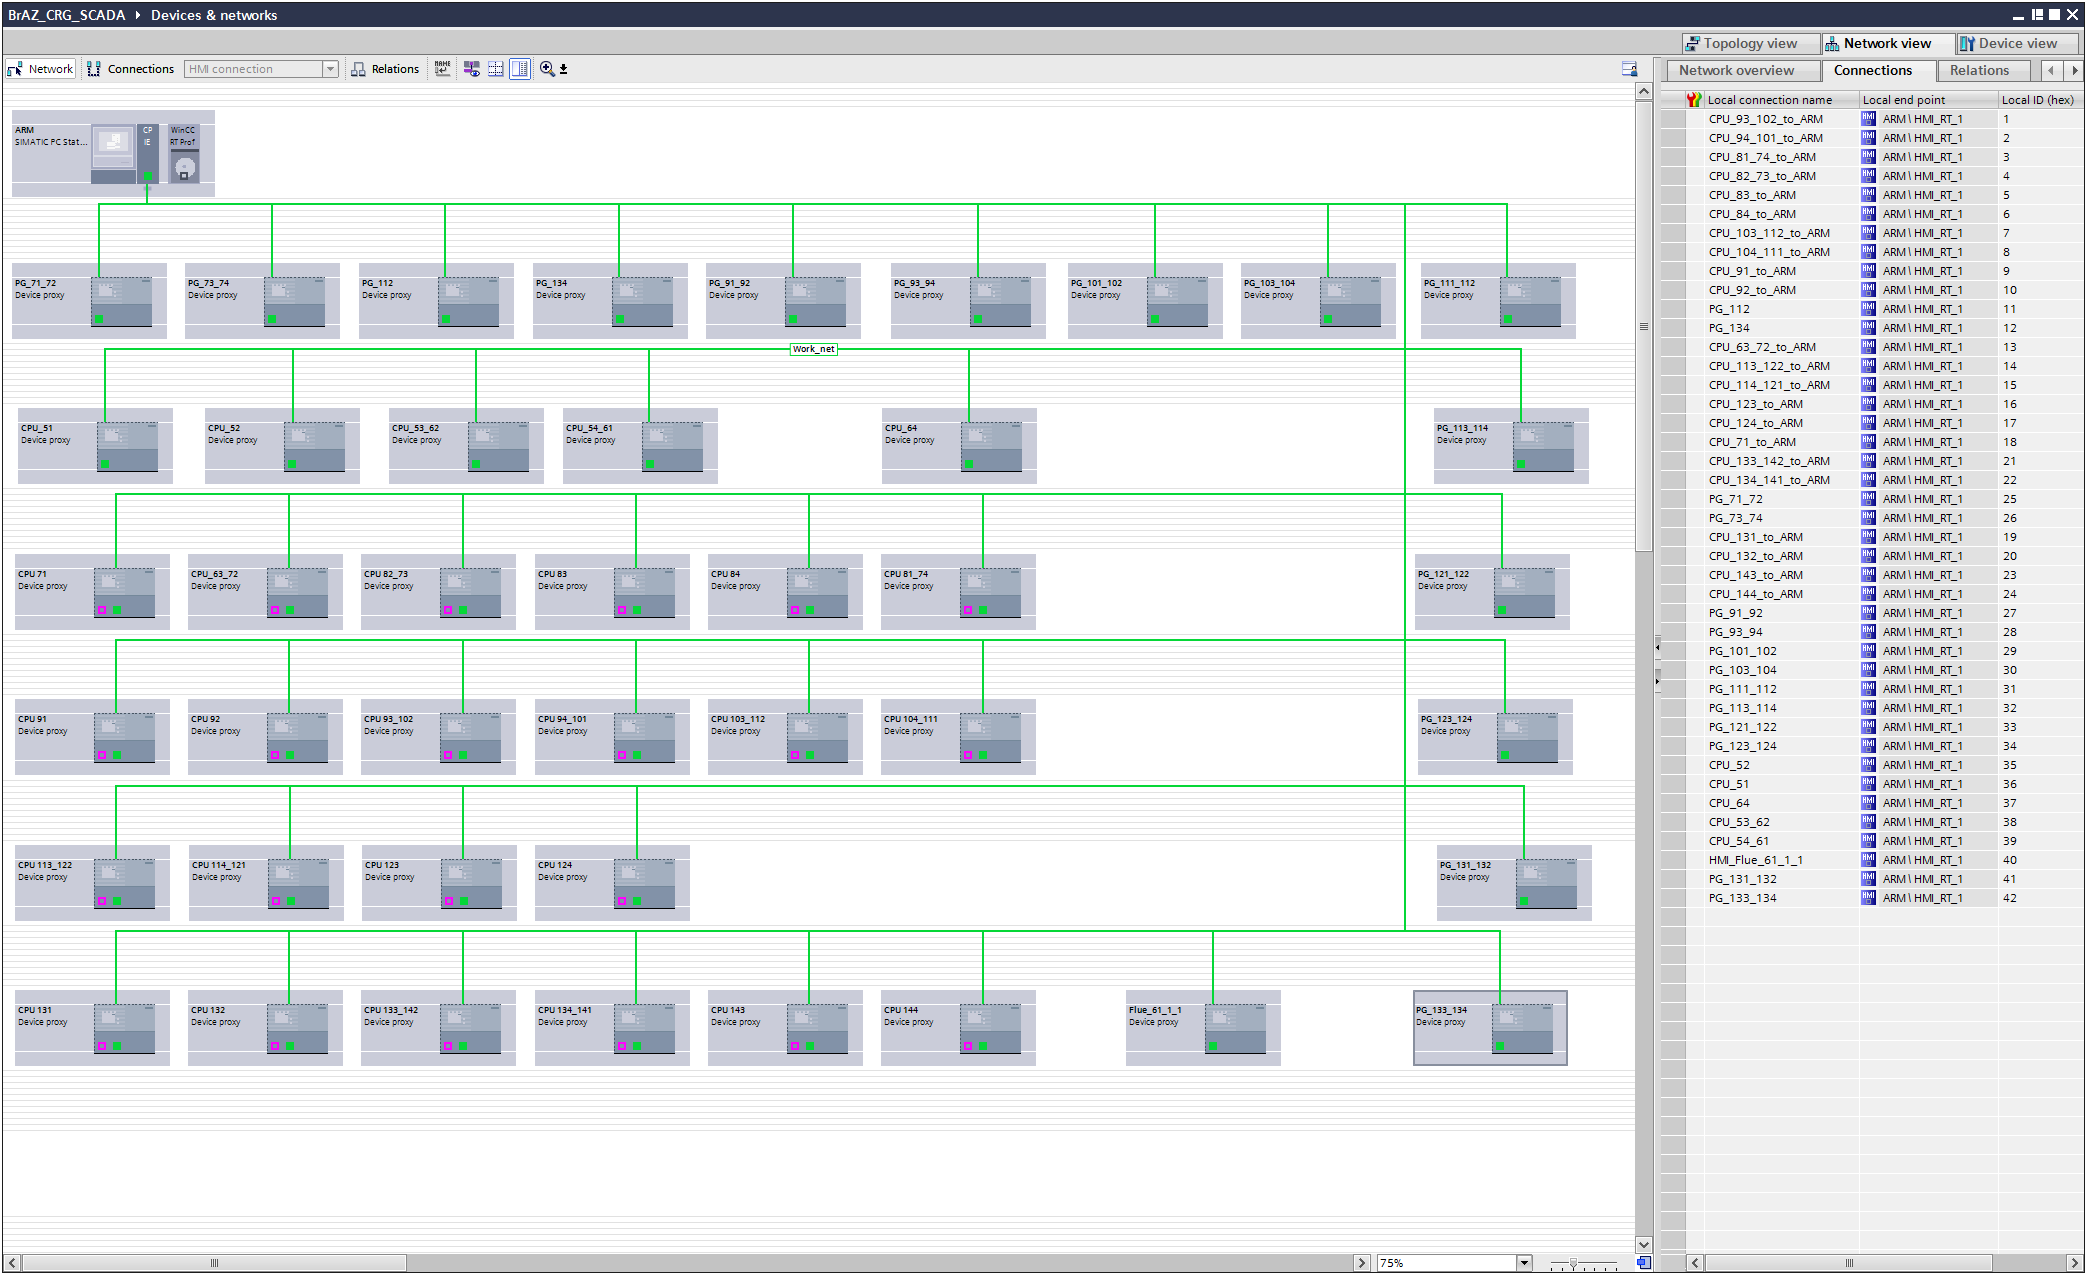 BrAZ_CRG_SCADA ▸ Devices & networks
Topology view Network view Device view
Network Connections HMI connection Relations
Network overview Connections Relations
ARM
SIMATIC PC Stat...
CP
IE
WinCC
RT Prof
PG_71_72
Device proxy
PG_73_74
Device proxy
PG_112
Device proxy
PG_134
Device proxy
PG_91_92
Device proxy
PG_93_94
Device proxy
PG_101_102
Device proxy
PG_103_104
Device proxy
PG_111_112
Device proxy
Work_net
CPU_51
Device proxy
CPU_52
Device proxy
CPU_53_62
Device proxy
CPU_54_61
Device proxy
CPU_64
Device proxy
PG_113_114
Device proxy
CPU 71
Device proxy
CPU_63_72
Device proxy
CPU 82_73
Device proxy
CPU 83
Device proxy
CPU 84
Device proxy
CPU 81_74
Device proxy
PG_121_122
Device proxy
CPU 91
Device proxy
CPU 92
Device proxy
CPU 93_102
Device proxy
CPU 94_101
Device proxy
CPU 103_112
Device proxy
CPU 104_111
Device proxy
PG_123_124
Device proxy
CPU 113_122
Device proxy
CPU 114_121
Device proxy
CPU 123
Device proxy
CPU 124
Device proxy
PG_131_132
Device proxy
CPU 131
Device proxy
CPU 132
Device proxy
CPU 133_142
Device proxy
CPU 134_141
Device proxy
CPU 143
Device proxy
CPU 144
Device proxy
Flue_61_1_1
Device proxy
PG_133_134
Device proxy
75%
Local connection name Local end point Local ID (hex)
CPU_93_102_to_ARM ARM \ HMI_RT_1 1
CPU_94_101_to_ARM ARM \ HMI_RT_1 2
CPU_81_74_to_ARM ARM \ HMI_RT_1 3
CPU_82_73_to_ARM ARM \ HMI_RT_1 4
CPU_83_to_ARM ARM \ HMI_RT_1 5
CPU_84_to_ARM ARM \ HMI_RT_1 6
CPU_103_112_to_ARM ARM \ HMI_RT_1 7
CPU_104_111_to_ARM ARM \ HMI_RT_1 8
CPU_91_to_ARM ARM \ HMI_RT_1 9
CPU_92_to_ARM ARM \ HMI_RT_1 10
PG_112 ARM \ HMI_RT_1 11
PG_134 ARM \ HMI_RT_1 12
CPU_63_72_to_ARM ARM \ HMI_RT_1 13
CPU_113_122_to_ARM ARM \ HMI_RT_1 14
CPU_114_121_to_ARM ARM \ HMI_RT_1 15
CPU_123_to_ARM ARM \ HMI_RT_1 16
CPU_124_to_ARM ARM \ HMI_RT_1 17
CPU_71_to_ARM ARM \ HMI_RT_1 18
CPU_133_142_to_ARM ARM \ HMI_RT_1 21
CPU_134_141_to_ARM ARM \ HMI_RT_1 22
PG_71_72 ARM \ HMI_RT_1 25
PG_73_74 ARM \ HMI_RT_1 26
CPU_131_to_ARM ARM \ HMI_RT_1 19
CPU_132_to_ARM ARM \ HMI_RT_1 20
CPU_143_to_ARM ARM \ HMI_RT_1 23
CPU_144_to_ARM ARM \ HMI_RT_1 24
PG_91_92 ARM \ HMI_RT_1 27
PG_93_94 ARM \ HMI_RT_1 28
PG_101_102 ARM \ HMI_RT_1 29
PG_103_104 ARM \ HMI_RT_1 30
PG_111_112 ARM \ HMI_RT_1 31
PG_113_114 ARM \ HMI_RT_1 32
PG_121_122 ARM \ HMI_RT_1 33
PG_123_124 ARM \ HMI_RT_1 34
CPU_52 ARM \ HMI_RT_1 35
CPU_51 ARM \ HMI_RT_1 36
CPU_64 ARM \ HMI_RT_1 37
CPU_53_62 ARM \ HMI_RT_1 38
CPU_54_61 ARM \ HMI_RT_1 39
HMI_Flue_61_1_1 ARM \ HMI_RT_1 40
PG_131_132 ARM \ HMI_RT_1 41
PG_133_134 ARM \ HMI_RT_1 42